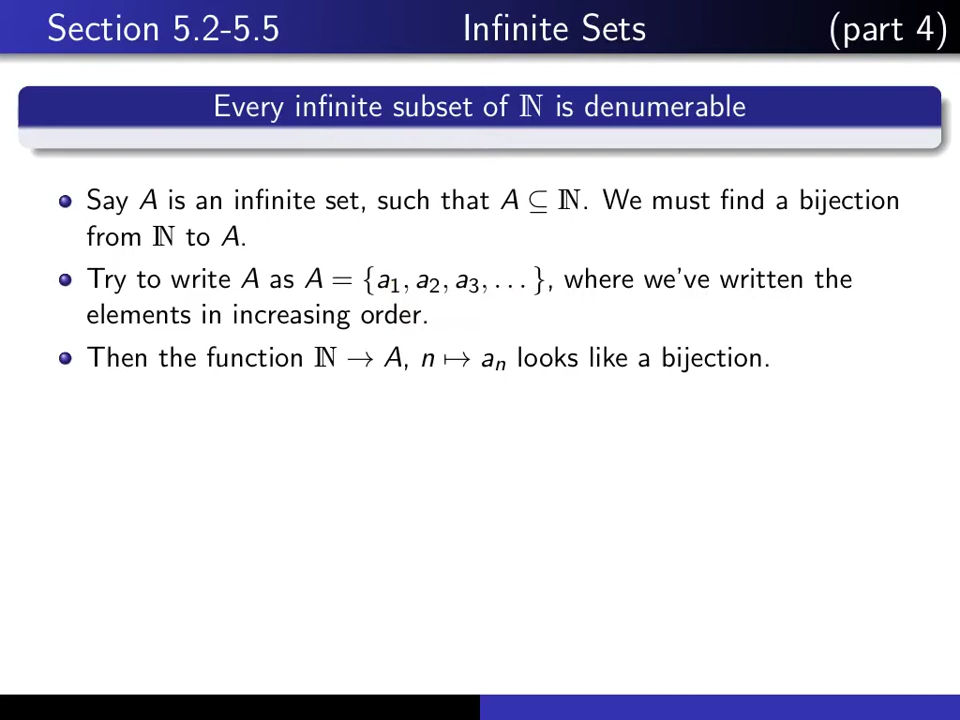 Section 5.2-5.5 Infinite Sets (part 4)
Every infinite subset of ℕ is denumerable
Say A is an infinite set, such that A ⊆ ℕ. We must find a bijection
from ℕ to A.
Try to write A as A = {a₁, a₂, a₃, . . . }, where we've written the
elements in increasing order.
Then the function ℕ → A, n ↦ aₙ looks like a bijection.